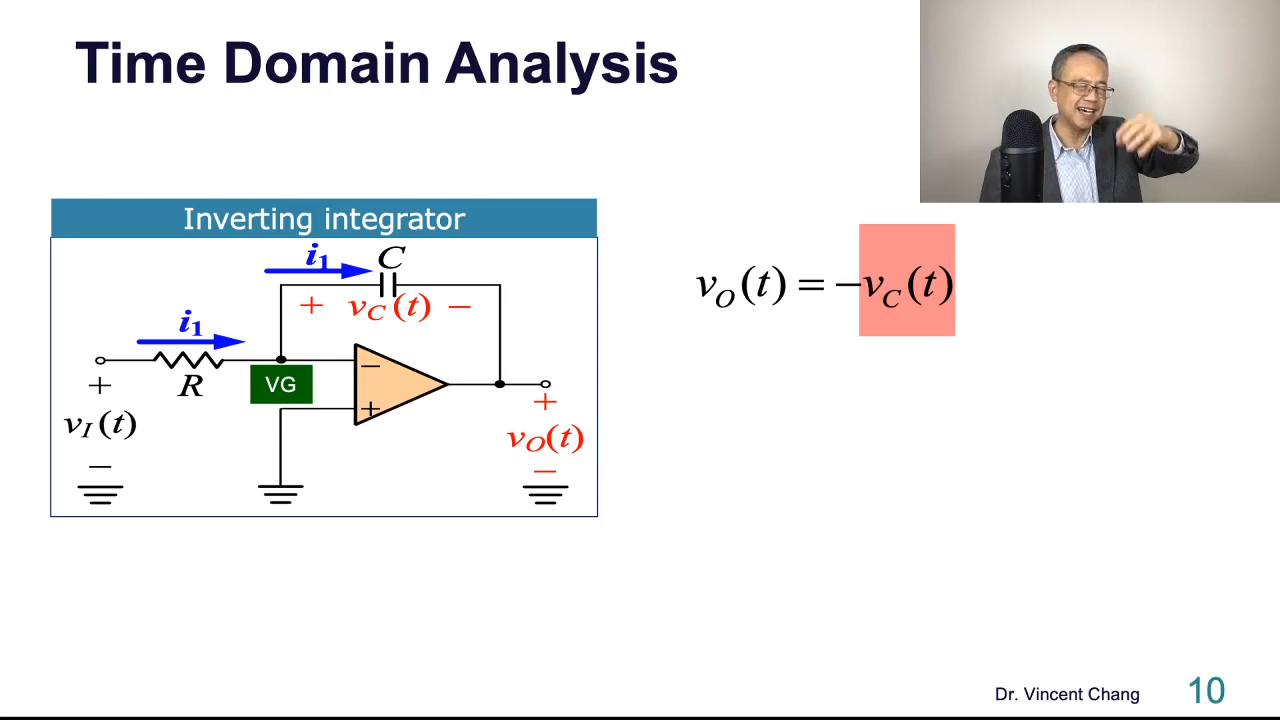 Time Domain Analysis
Inverting integrator
i₁ C
+ v_C(t) −
i₁
R
VG
−
+
+
v_I(t)
−
+
v_O(t)
−
v_O(t) = −v_C(t)
Dr. Vincent Chang 10